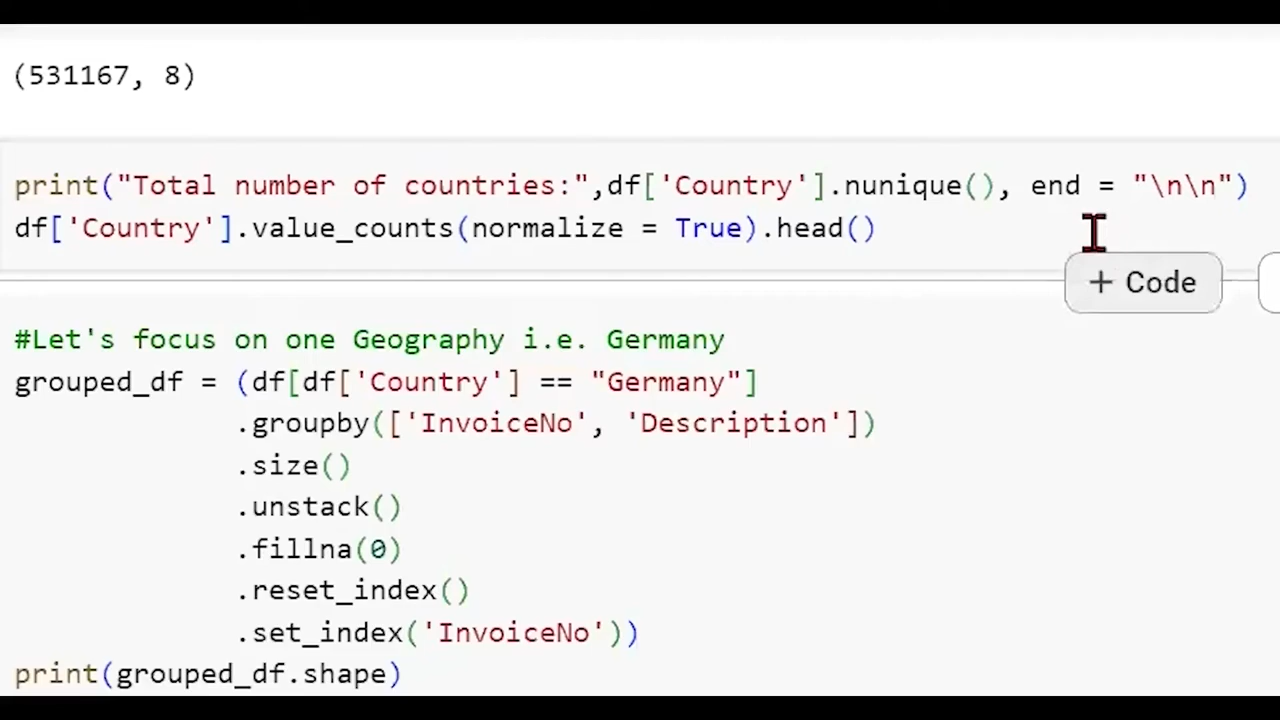 (531167, 8)
print("Total number of countries:",df['Country'].nunique(), end = "\n\n")
df['Country'].value_counts(normalize = True).head()
+ Code
#Let's focus on one Geography i.e. Germany
grouped_df = (df[df['Country'] == "Germany"]
.groupby(['InvoiceNo', 'Description'])
.size()
.unstack()
.fillna(0)
.reset_index()
.set_index('InvoiceNo'))
print(grouped_df.shape)